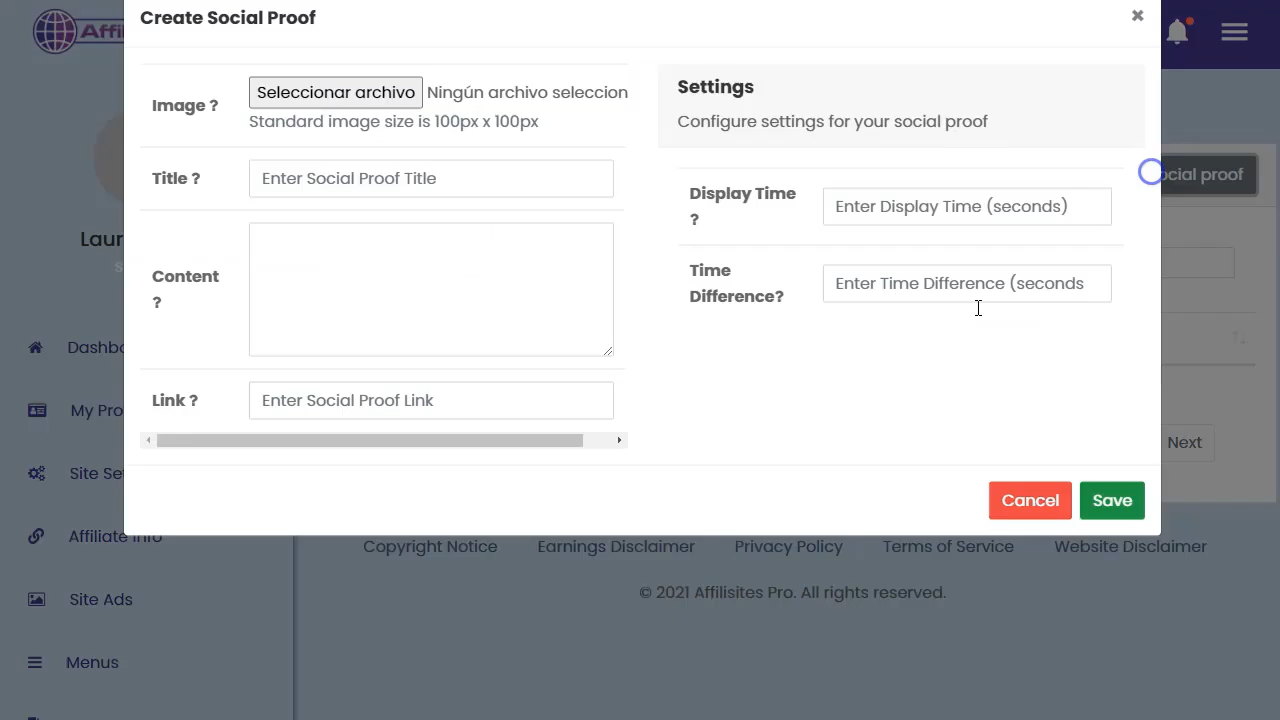 Create Social Proof
×
Affili
Image ?
Seleccionar archivo
Ningún archivo seleccion
Standard image size is 100px x 100px
Title ?
Enter Social Proof Title
Content
?
Link ?
Enter Social Proof Link
Settings
Configure settings for your social proof
Display Time
?
Enter Display Time (seconds)
Time
Difference?
Enter Time Difference (seconds
Cancel
Save
ocial proof
Next
Laur
S
Dashbo
My Pro
Site Set
Affiliate Info
Site Ads
Menus
Copyright Notice
Earnings Disclaimer
Privacy Policy
Terms of Service
Website Disclaimer
© 2021 Affilisites Pro. All rights reserved.